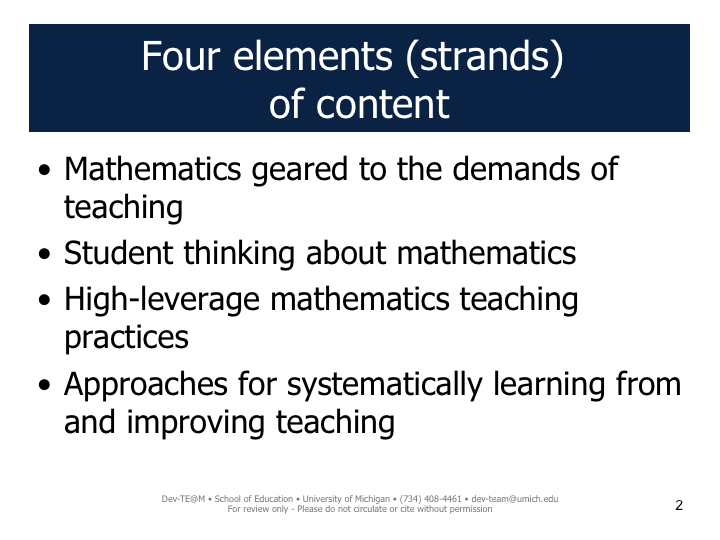 Four elements (strands)
of content
• Mathematics geared to the demands of
teaching
• Student thinking about mathematics
• High-leverage mathematics teaching
practices
• Approaches for systematically learning from
and improving teaching
Dev-TE@M • School of Education • University of Michigan • (734) 408-4461 • dev-team@umich.edu
For review only - Please do not circulate or cite without permission
2